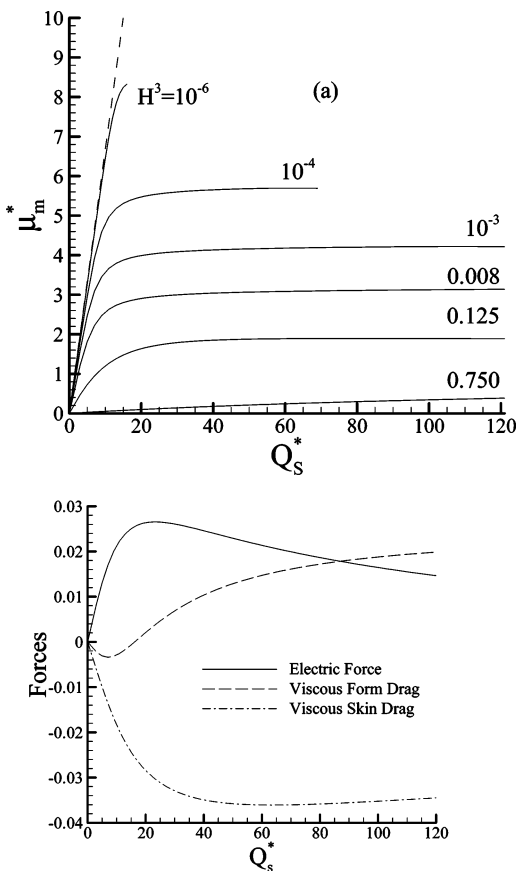 10
9
8
7
6
5
4
3
2
1
0
μ*m
H³=10⁻⁶
(a)
10⁻⁴
10⁻³
0.008
0.125
0.750
0 20 40 60 80 100 120
Q*S
0.03
0.02
0.01
0
-0.01
-0.02
-0.03
-0.04
Forces
Electric Force
Viscous Form Drag
Viscous Skin Drag
0 20 40 60 80 100 120
Q*s